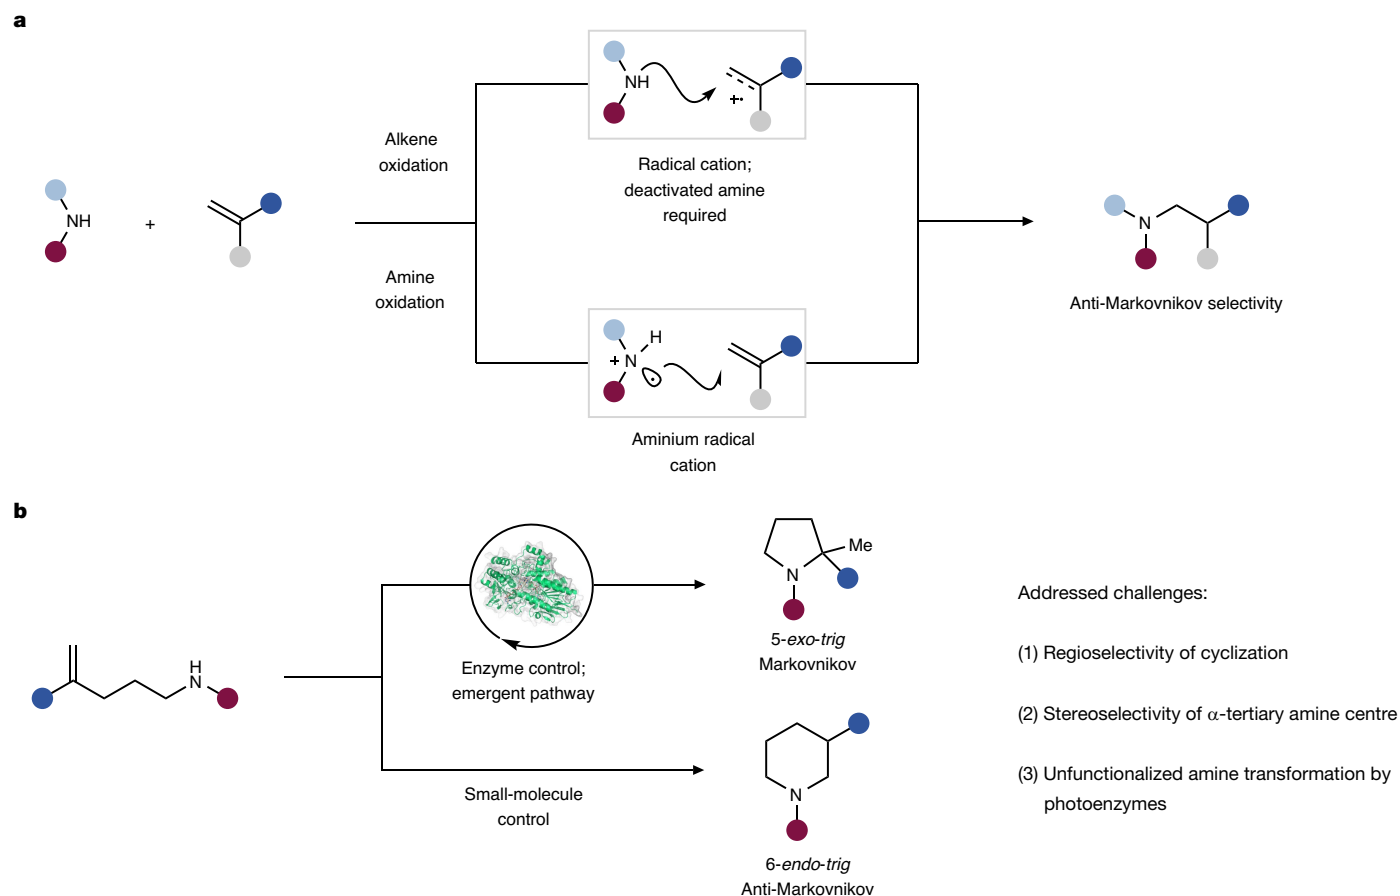 a
Alkene
oxidation
Amine
oxidation
NH
+
NH
+•
Radical cation;
deactivated amine
required
H
+
N
•
Aminium radical
cation
N
Anti-Markovnikov selectivity
b
H
N
Enzyme control;
emergent pathway
Small-molecule
control
Me
N
5-exo-trig
Markovnikov
N
6-endo-trig
Anti-Markovnikov
Addressed challenges:
(1) Regioselectivity of cyclization
(2) Stereoselectivity of α-tertiary amine centre
(3) Unfunctionalized amine transformation by
photoenzymes